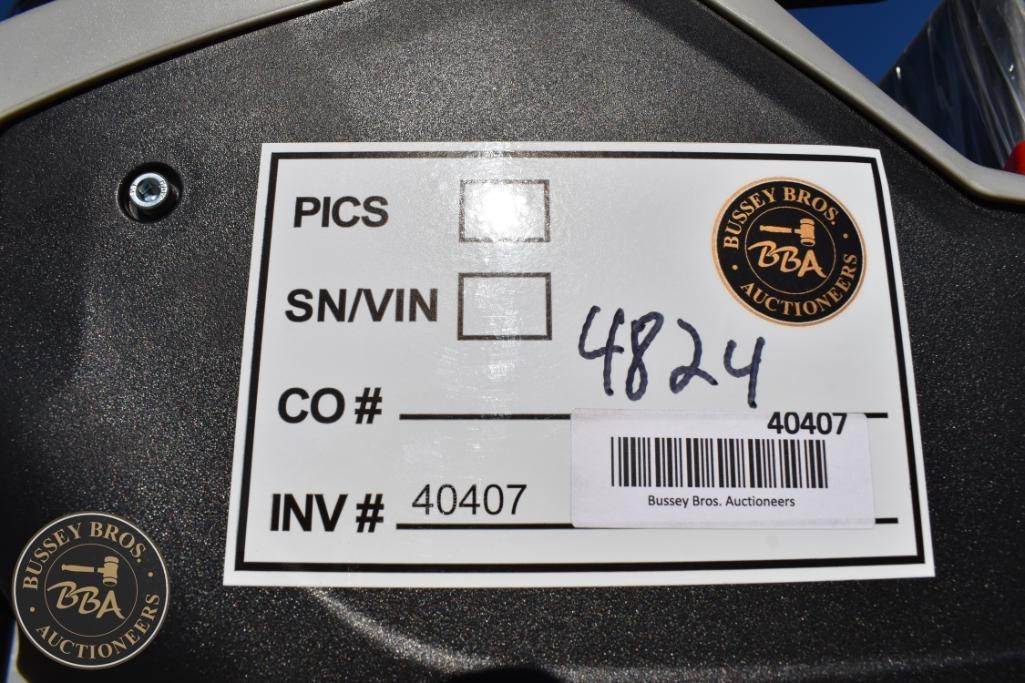 PICS
BUSSEY BROS.
BBA
AUCTIONEERS
SN/VIN
4824
CO #
40407
Bussey Bros. Auctioneers
INV # 40407
BUSSEY BROS.
BBA
AUCTIONEERS